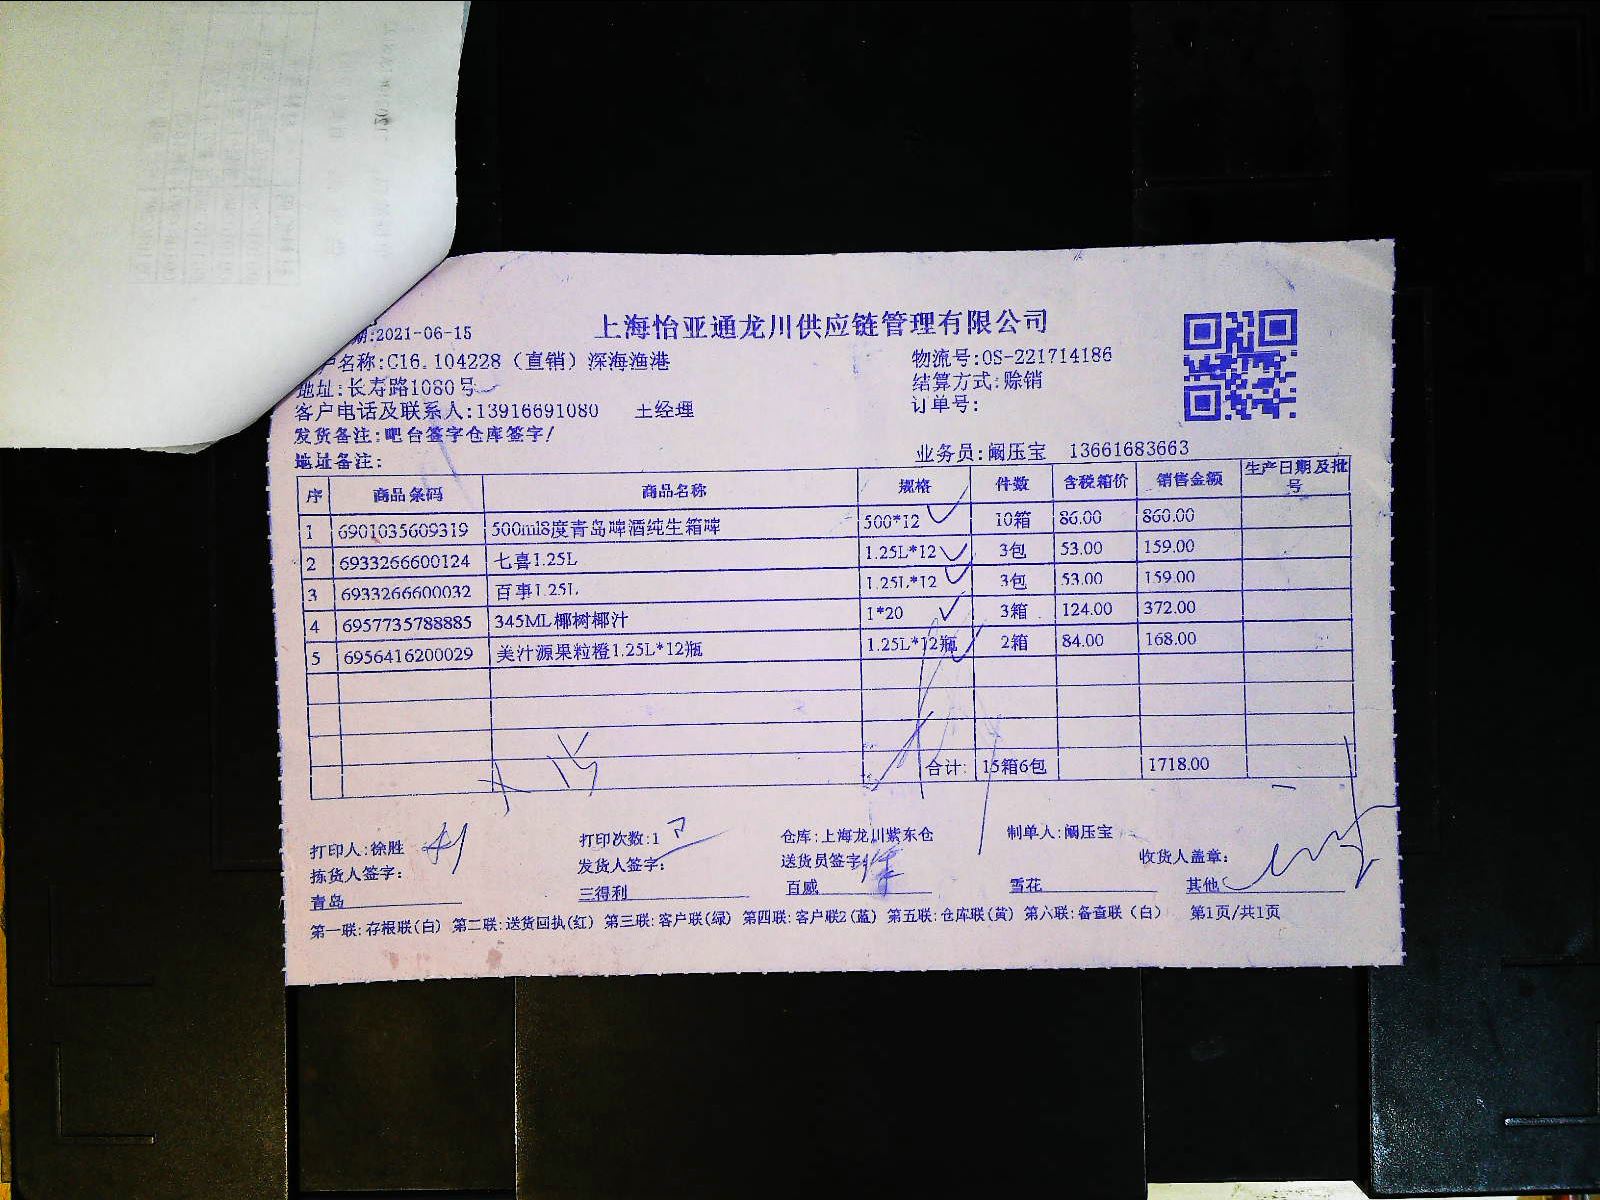 上海怡亚通龙川供应链管理有限公司
期:2021-06-15
户名称:C16.104228（直销）深海渔港 物流号:OS-221714186
地址:长寿路1080号 结算方式:赊销
客户电话及联系人:13916691080 王经理 订单号:
发货备注:吧台签字仓库签字!
地址备注: 业务员:阚压宝 13661683663
序 商品条码 商品名称 规格 件数 含税箱价 销售金额 生产日期及批号
1 6901035609319 500ml8度青岛啤酒纯生箱啤 500*12 10箱 86.00 860.00
2 6933266600124 七喜1.25L 1.25L*12 3包 53.00 159.00
3 6933266600032 百事1.25L 1.25L*12 3包 53.00 159.00
4 6957735788885 345ML椰树椰汁 1*20 3箱 124.00 372.00
5 6956416200029 美汁源果粒橙1.25L*12瓶 1.25L*12瓶 2箱 84.00 168.00
合计: 15箱6包 1718.00
打印人:徐胜 打印次数:1 仓库:上海龙川紫东仓 制单人:阚压宝
拣货人签字: 发货人签字: 送货员签字: 收货人盖章:
青岛 三得利 百威 雪花 其他
第一联:存根联(白) 第二联:送货回执(红) 第三联:客户联(绿) 第四联:客户联2(蓝) 第五联:仓库联(黄) 第六联:备查联(白) 第1页/共1页